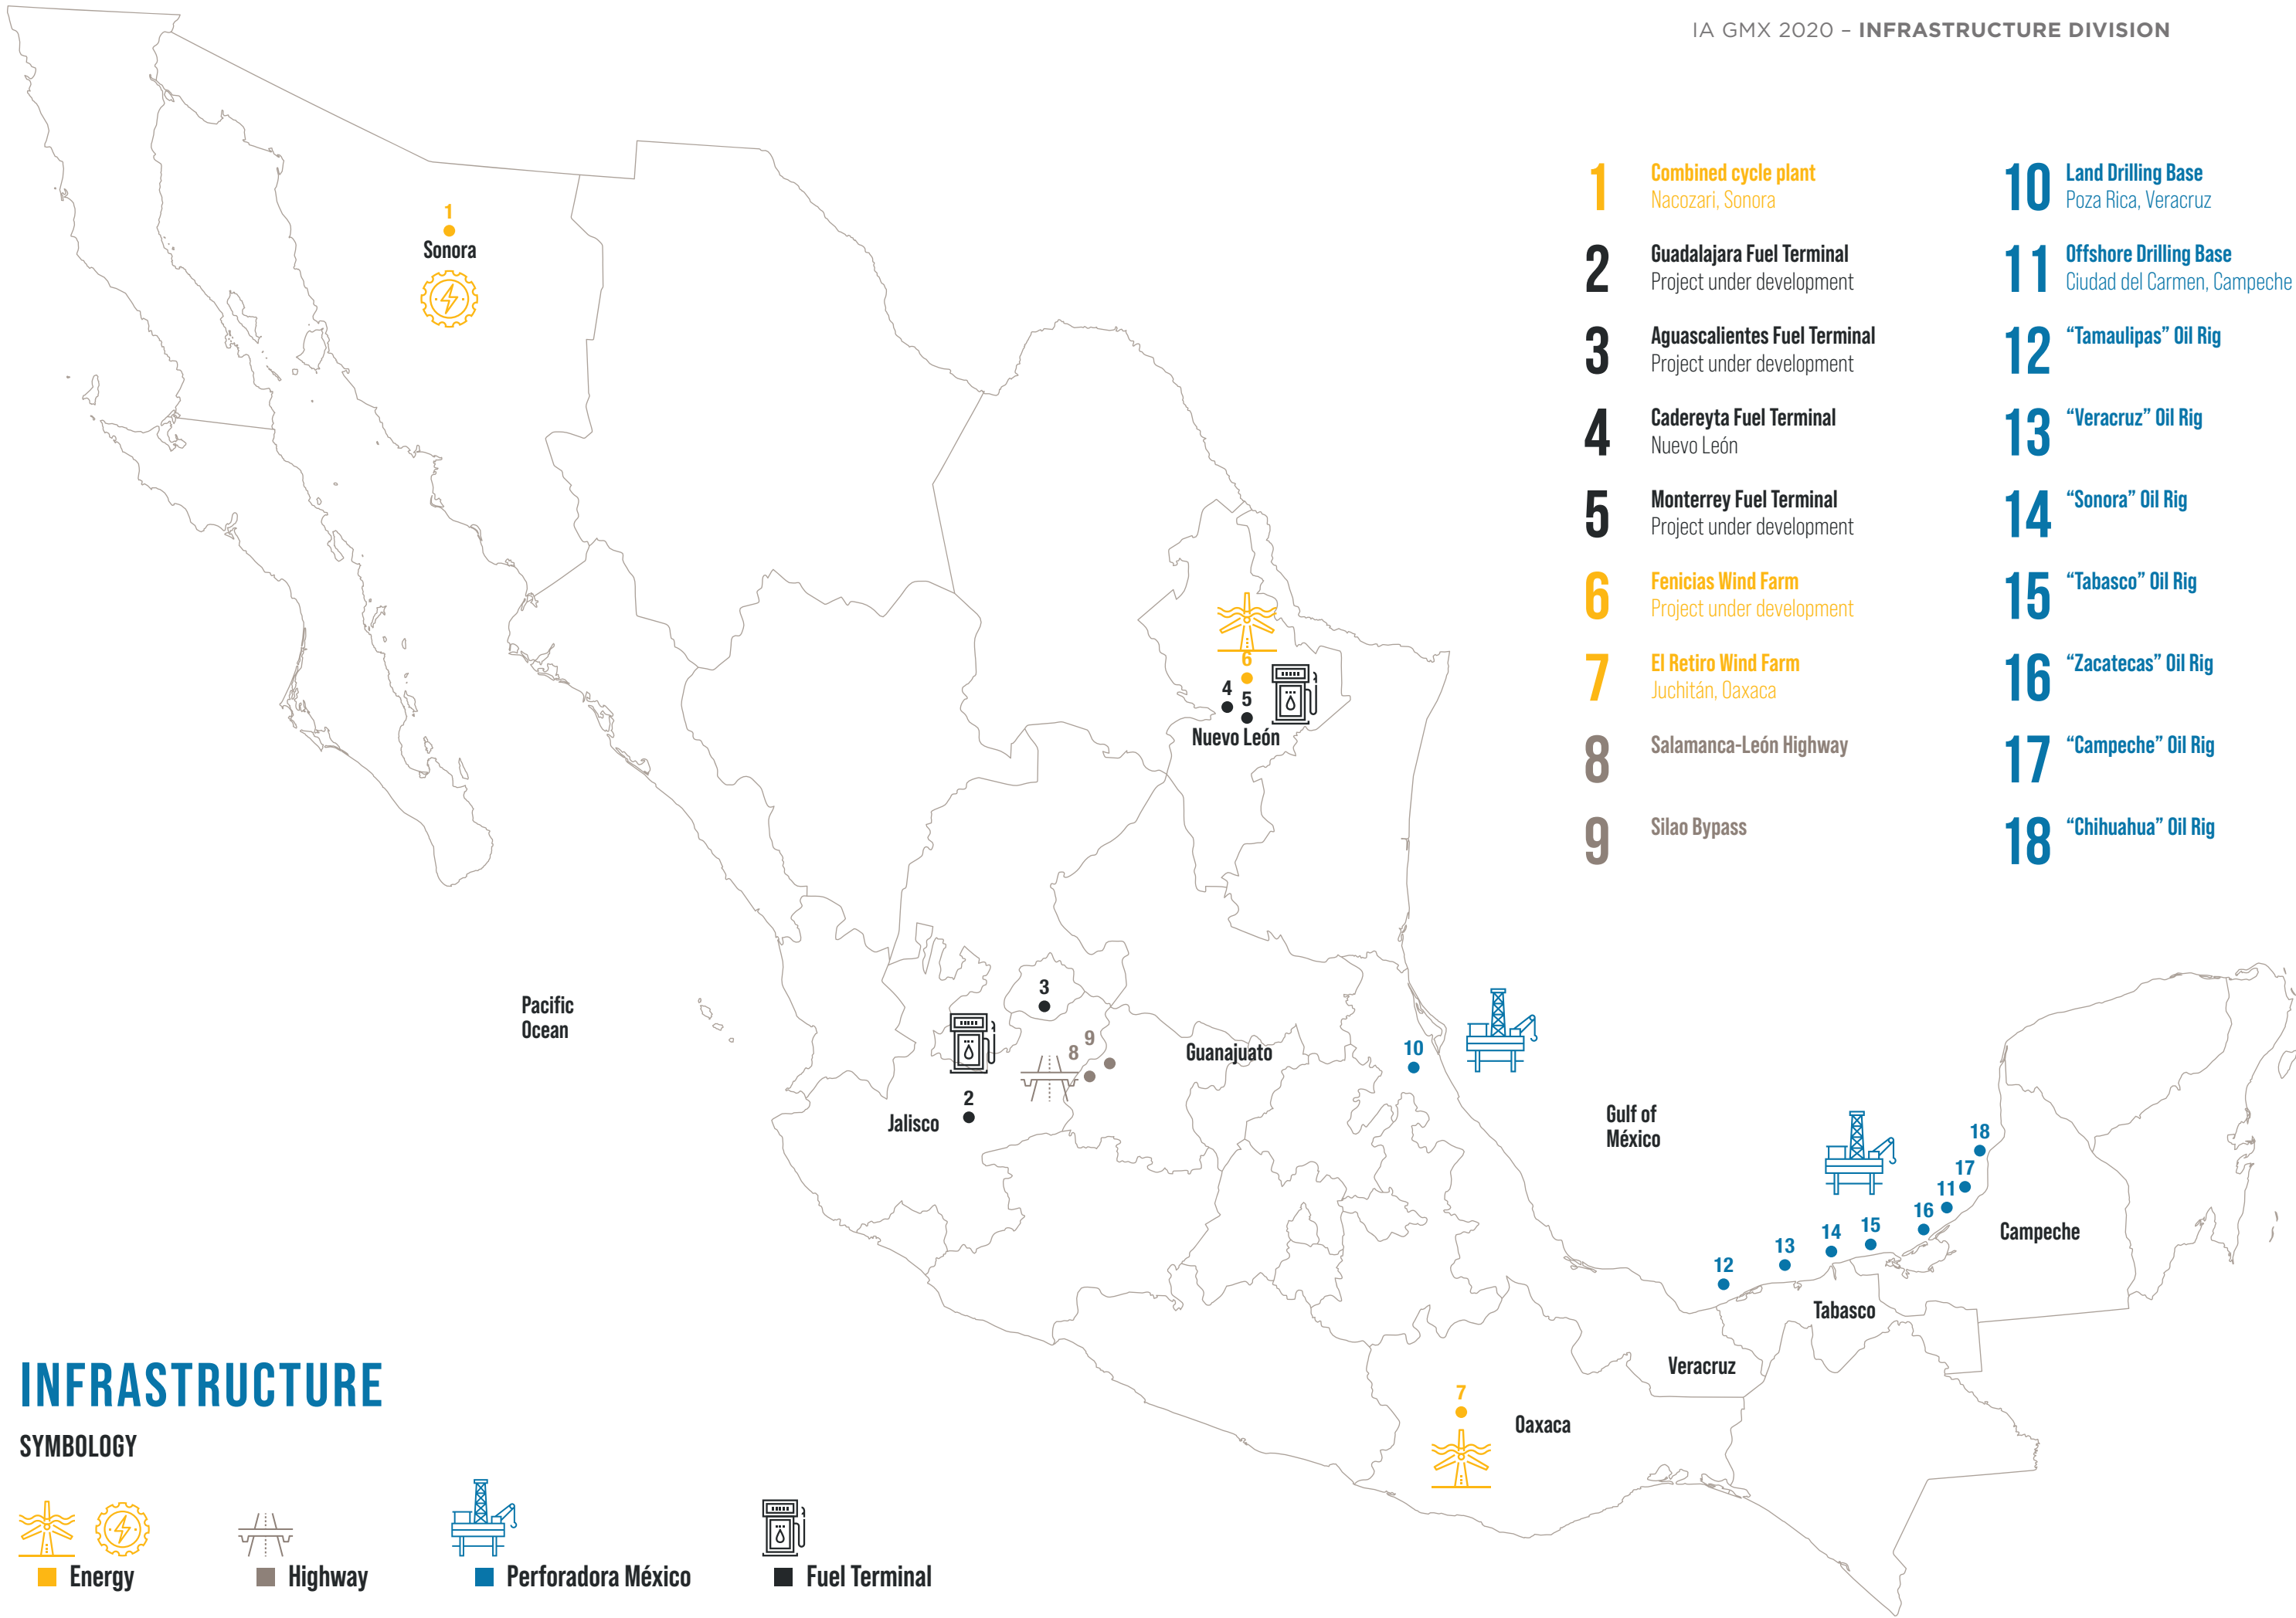 IA GMX 2020 – INFRASTRUCTURE DIVISION
1
Combined cycle plant
Nacozari, Sonora
2
Guadalajara Fuel Terminal
Project under development
3
Aguascalientes Fuel Terminal
Project under development
4
Cadereyta Fuel Terminal
Nuevo León
5
Monterrey Fuel Terminal
Project under development
6
Fenicias Wind Farm
Project under development
7
El Retiro Wind Farm
Juchitán, Oaxaca
8
Salamanca-León Highway
9
Silao Bypass
10
Land Drilling Base
Poza Rica, Veracruz
11
Offshore Drilling Base
Ciudad del Carmen, Campeche
12
“Tamaulipas” Oil Rig
13
“Veracruz” Oil Rig
14
“Sonora” Oil Rig
15
“Tabasco” Oil Rig
16
“Zacatecas” Oil Rig
17
“Campeche” Oil Rig
18
“Chihuahua” Oil Rig
1
Sonora
6
4
5
Nuevo León
Pacific
Ocean
3
9
8
Guanajuato
10
2
Jalisco
Gulf of
México
18
17
11
16
15
14
13
12
Campeche
Tabasco
Veracruz
7
Oaxaca
INFRASTRUCTURE
SYMBOLOGY
Energy
Highway
Perforadora México
Fuel Terminal